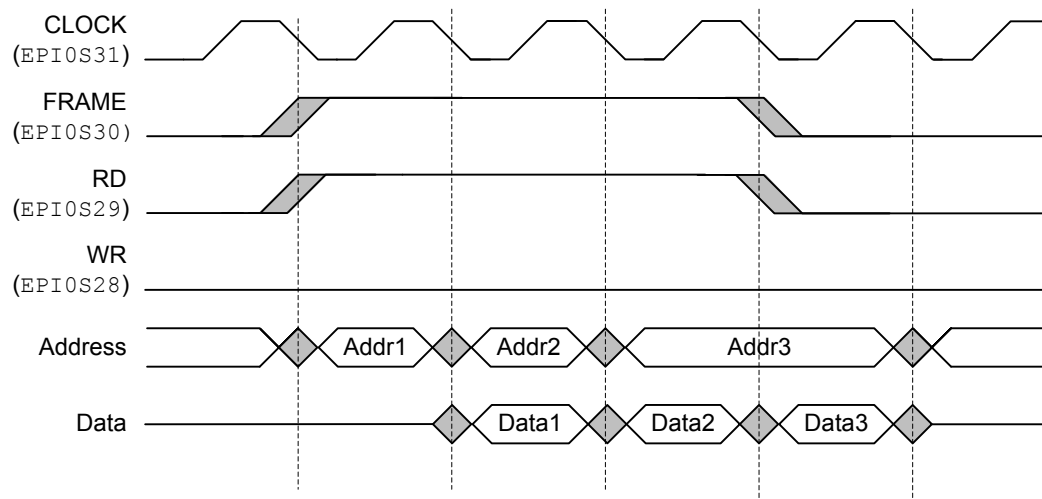 CLOCK
(EPI0S31)
FRAME
(EPI0S30)
RD
(EPI0S29)
WR
(EPI0S28)
Address Addr1 Addr2 Addr3
Data Data1 Data2 Data3